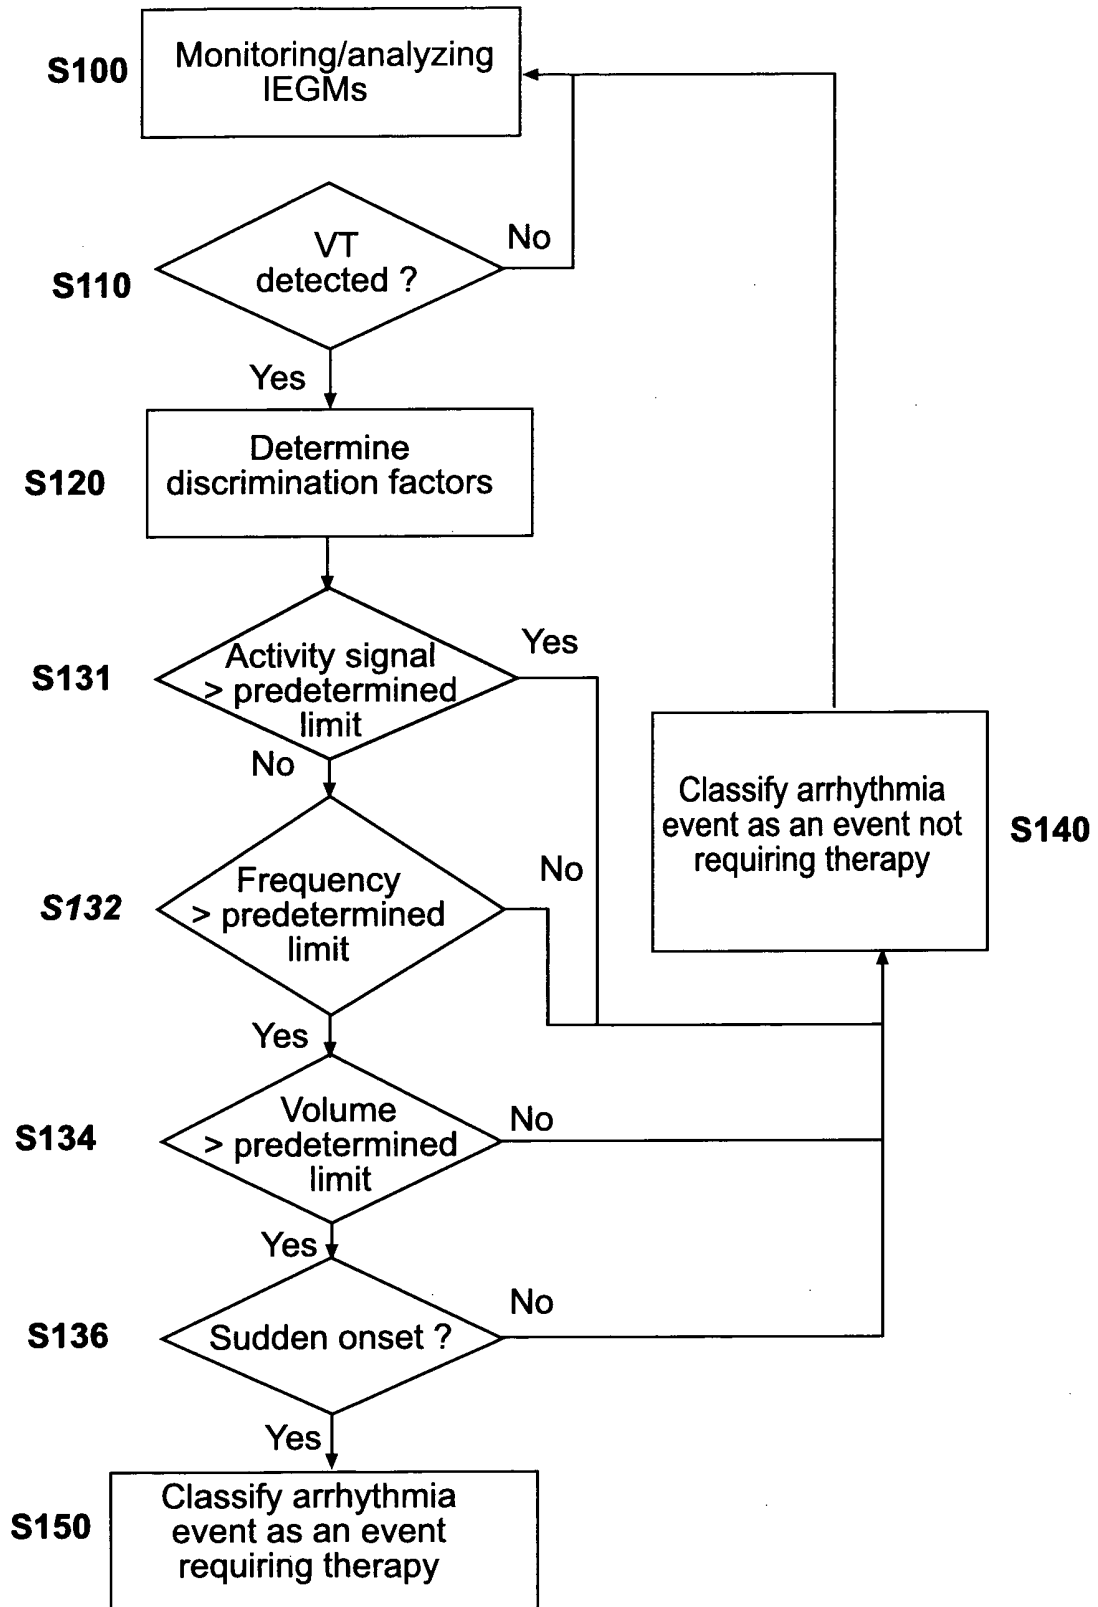 S100
Monitoring/analyzing
IEGMs
VT
detected ?
No
S110
Yes
Determine
discrimination factors
S120
Activity signal
> predetermined
limit
Yes
S131
No
Classify arrhythmia
event as an event not
requiring therapy
S140
Frequency
> predetermined
limit
No
S132
Yes
Volume
> predetermined
limit
No
S134
Yes
Sudden onset ?
No
S136
Yes
Classify arrhythmia
event as an event
requiring therapy
S150